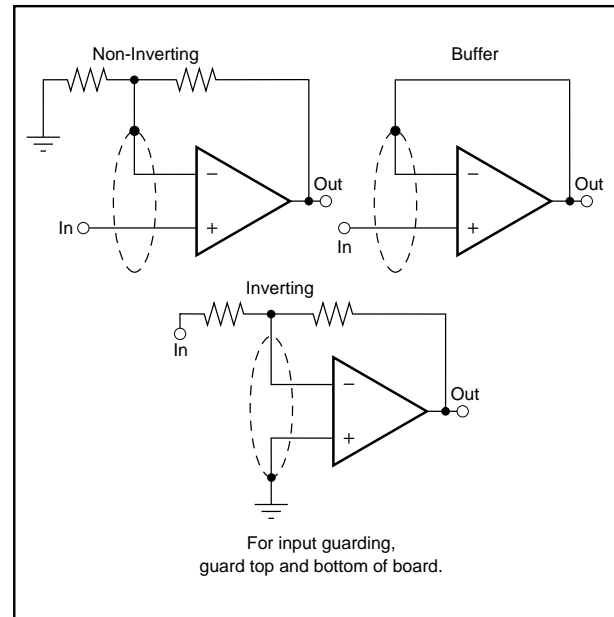 Non-Inverting
−
+
In
Out
Buffer
−
+
In
Out
Inverting
In
−
+
Out
For input guarding,
guard top and bottom of board.